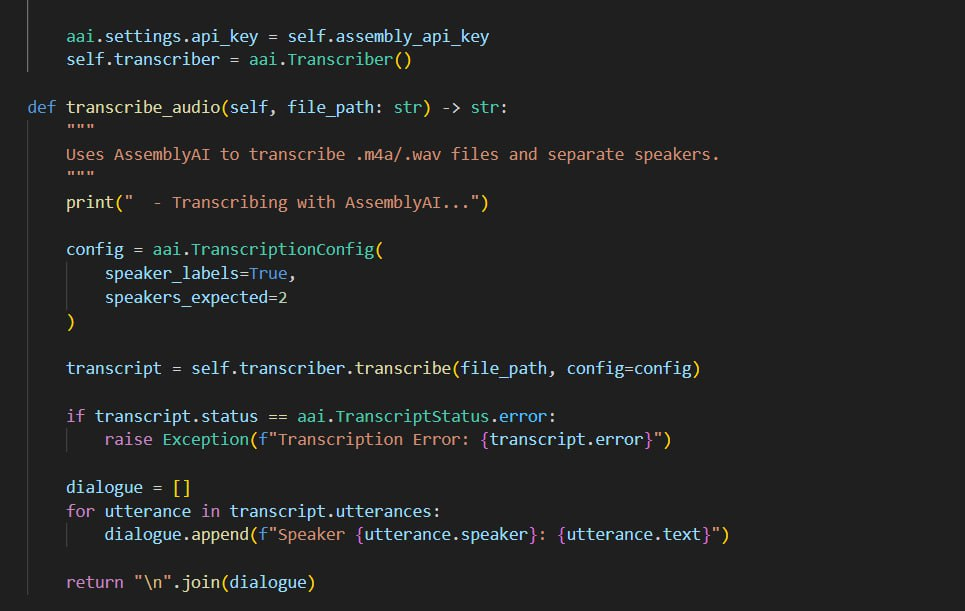 aai.settings.api_key = self.assembly_api_key
self.transcriber = aai.Transcriber()
def transcribe_audio(self, file_path: str) -> str:
"""
Uses AssemblyAI to transcribe .m4a/.wav files and separate speakers.
"""
print("  - Transcribing with AssemblyAI...")
config = aai.TranscriptionConfig(
speaker_labels=True,
speakers_expected=2
)
transcript = self.transcriber.transcribe(file_path, config=config)
if transcript.status == aai.TranscriptStatus.error:
raise Exception(f"Transcription Error: {transcript.error}")
dialogue = []
for utterance in transcript.utterances:
dialogue.append(f"Speaker {utterance.speaker}: {utterance.text}")
return "\n".join(dialogue)